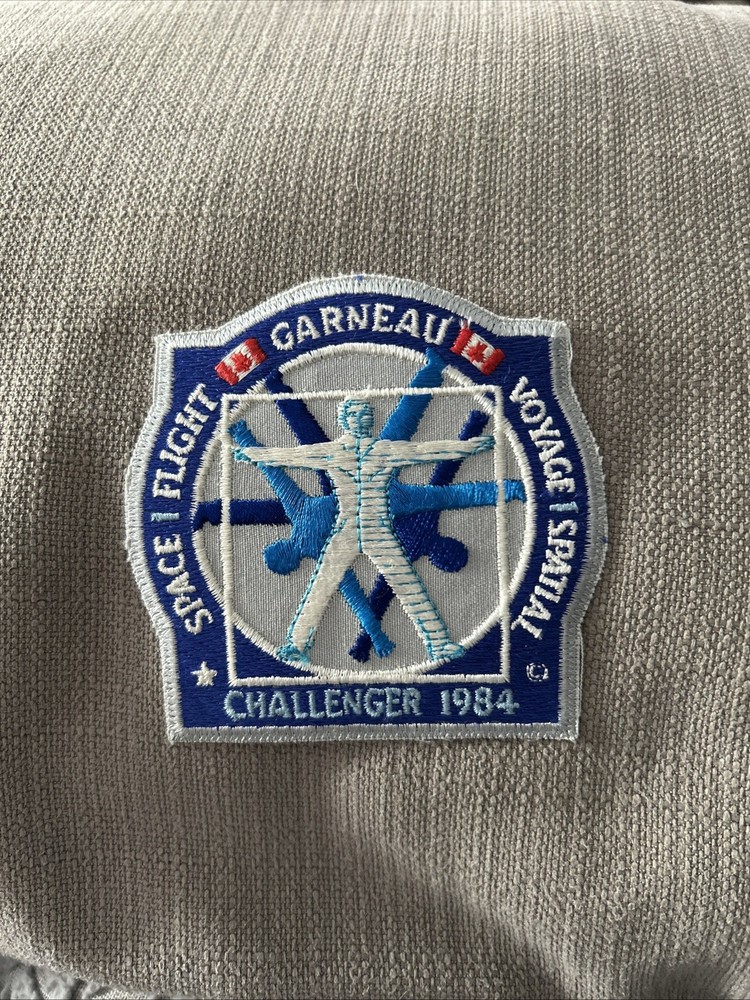 GARNEAU
SPACE | FLIGHT
VOYAGE | SPATIAL
©
CHALLENGER 1984